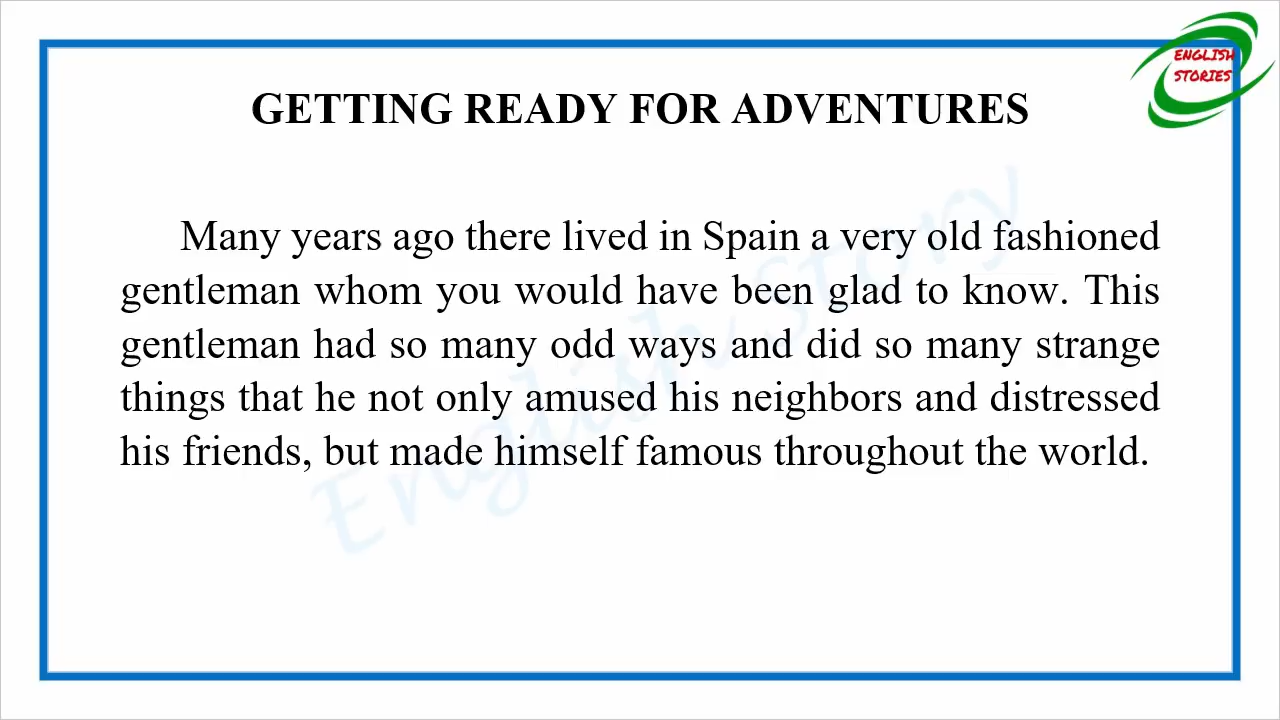 ENGLISH
STORIES
GETTING READY FOR ADVENTURES
Many years ago there lived in Spain a very old fashioned
gentleman whom you would have been glad to know. This
gentleman had so many odd ways and did so many strange
things that he not only amused his neighbors and distressed
his friends, but made himself famous throughout the world.
English Story